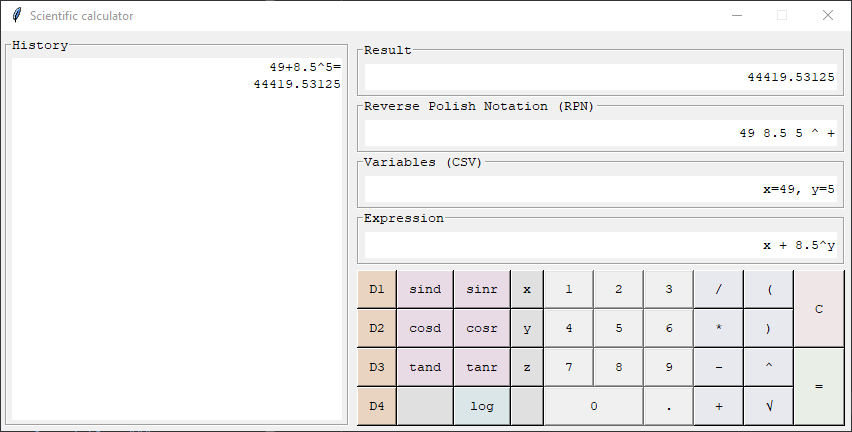 Scientific calculator
History
49+8.5^5=
44419.53125
Result
44419.53125
Reverse Polish Notation (RPN)
49 8.5 5 ^ +
Variables (CSV)
x=49, y=5
Expression
x + 8.5^y
D1 sind sinr x 1 2 3 / ( C
D2 cosd cosr y 4 5 6 * )
D3 tand tanr z 7 8 9 - ^ =
D4 log 0 . + √